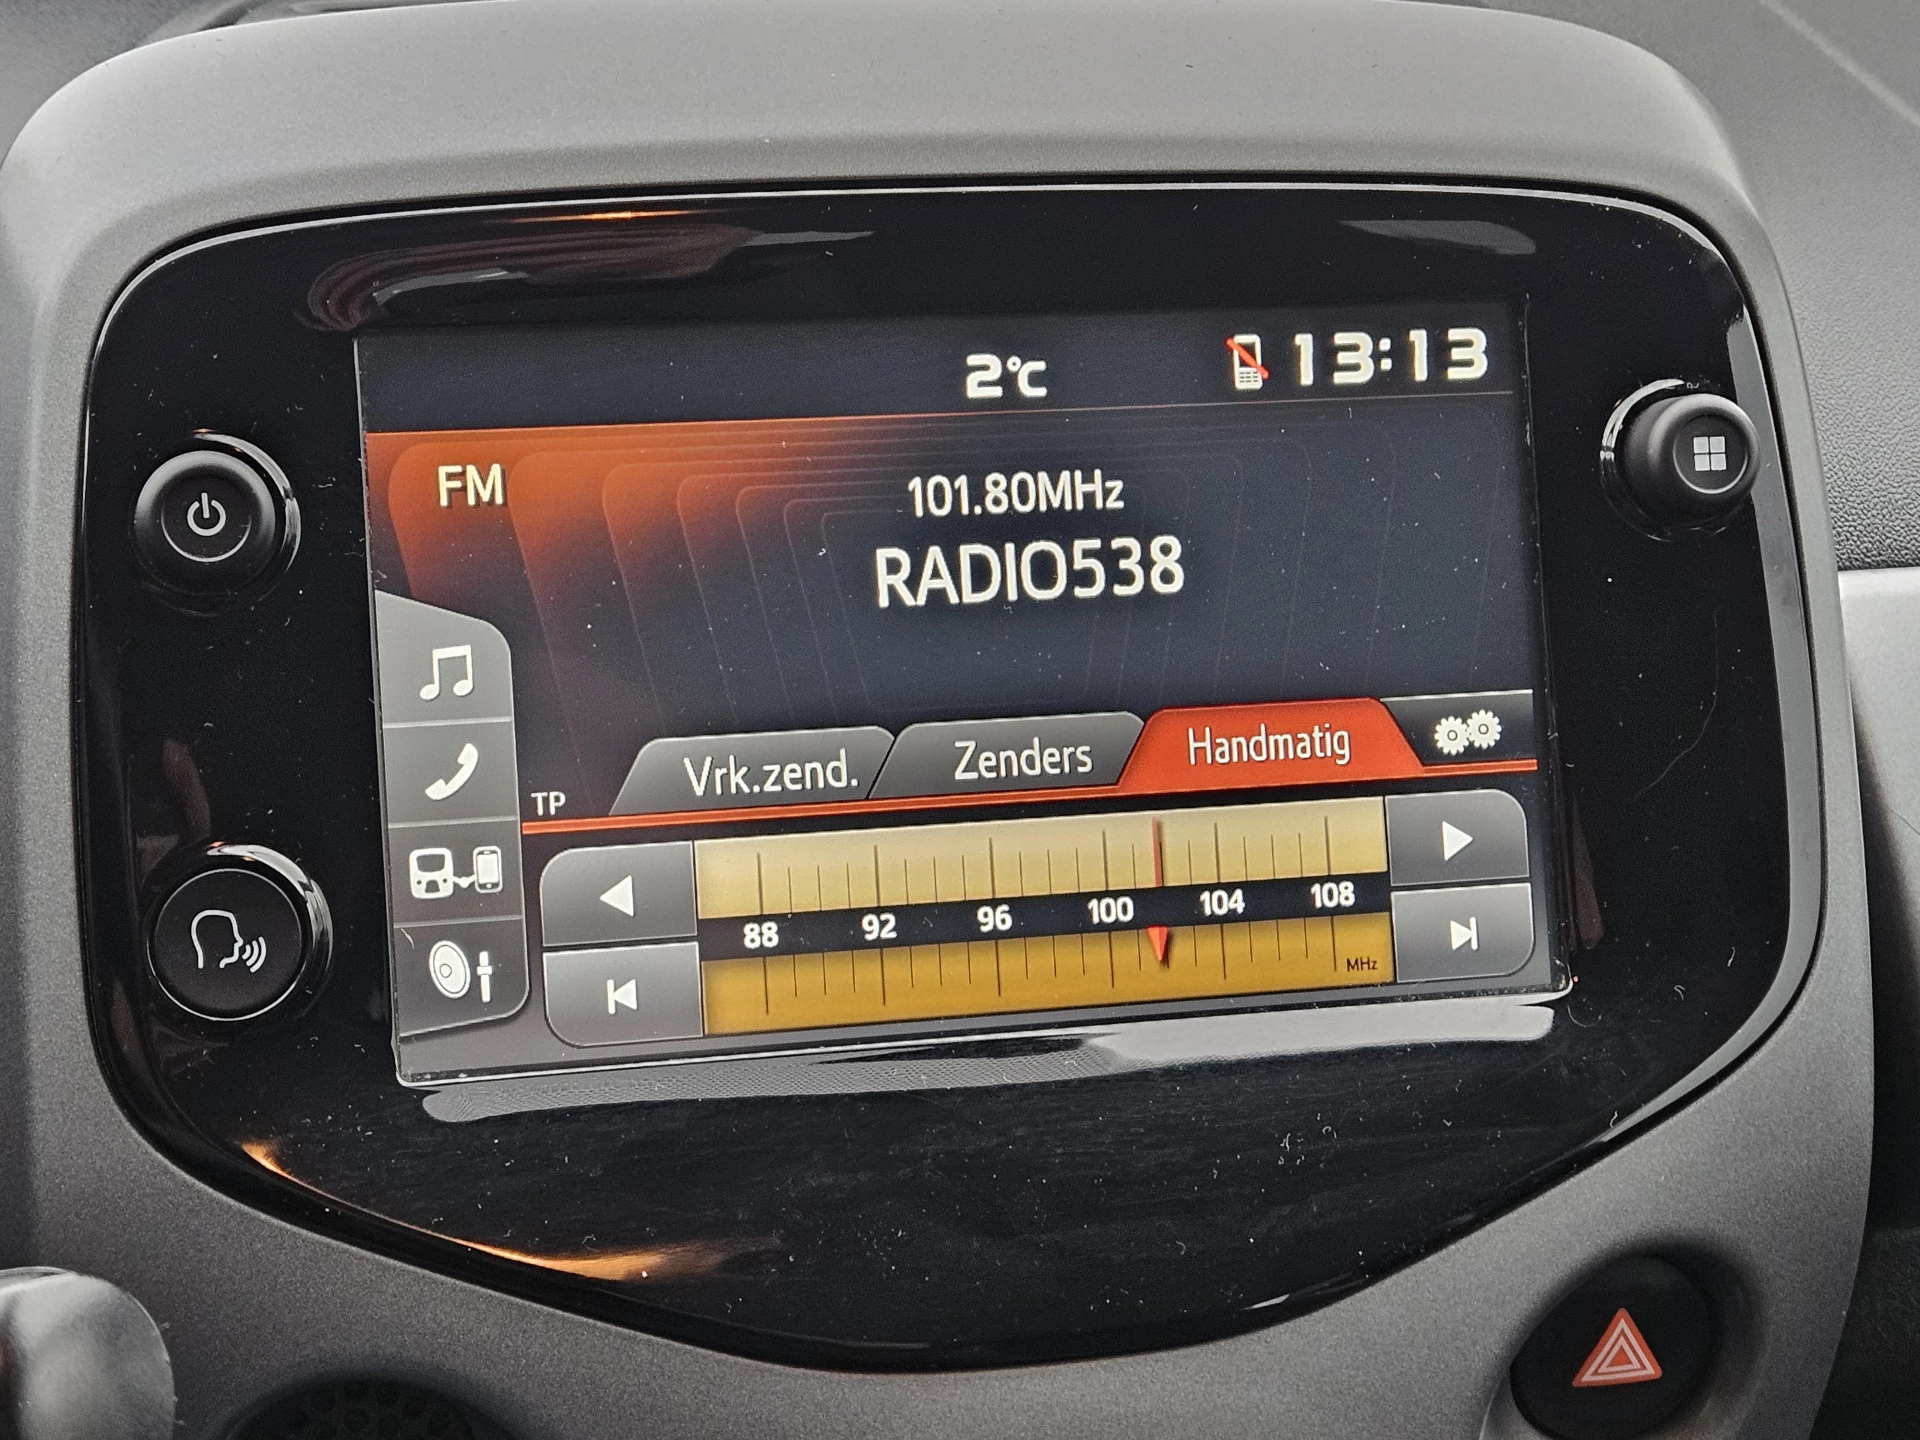 2°C
13:13
FM
101.80MHz
RADIO538
Vrk.zend.
Zenders
Handmatig
TP
88 92 96 100 104 108
MHz